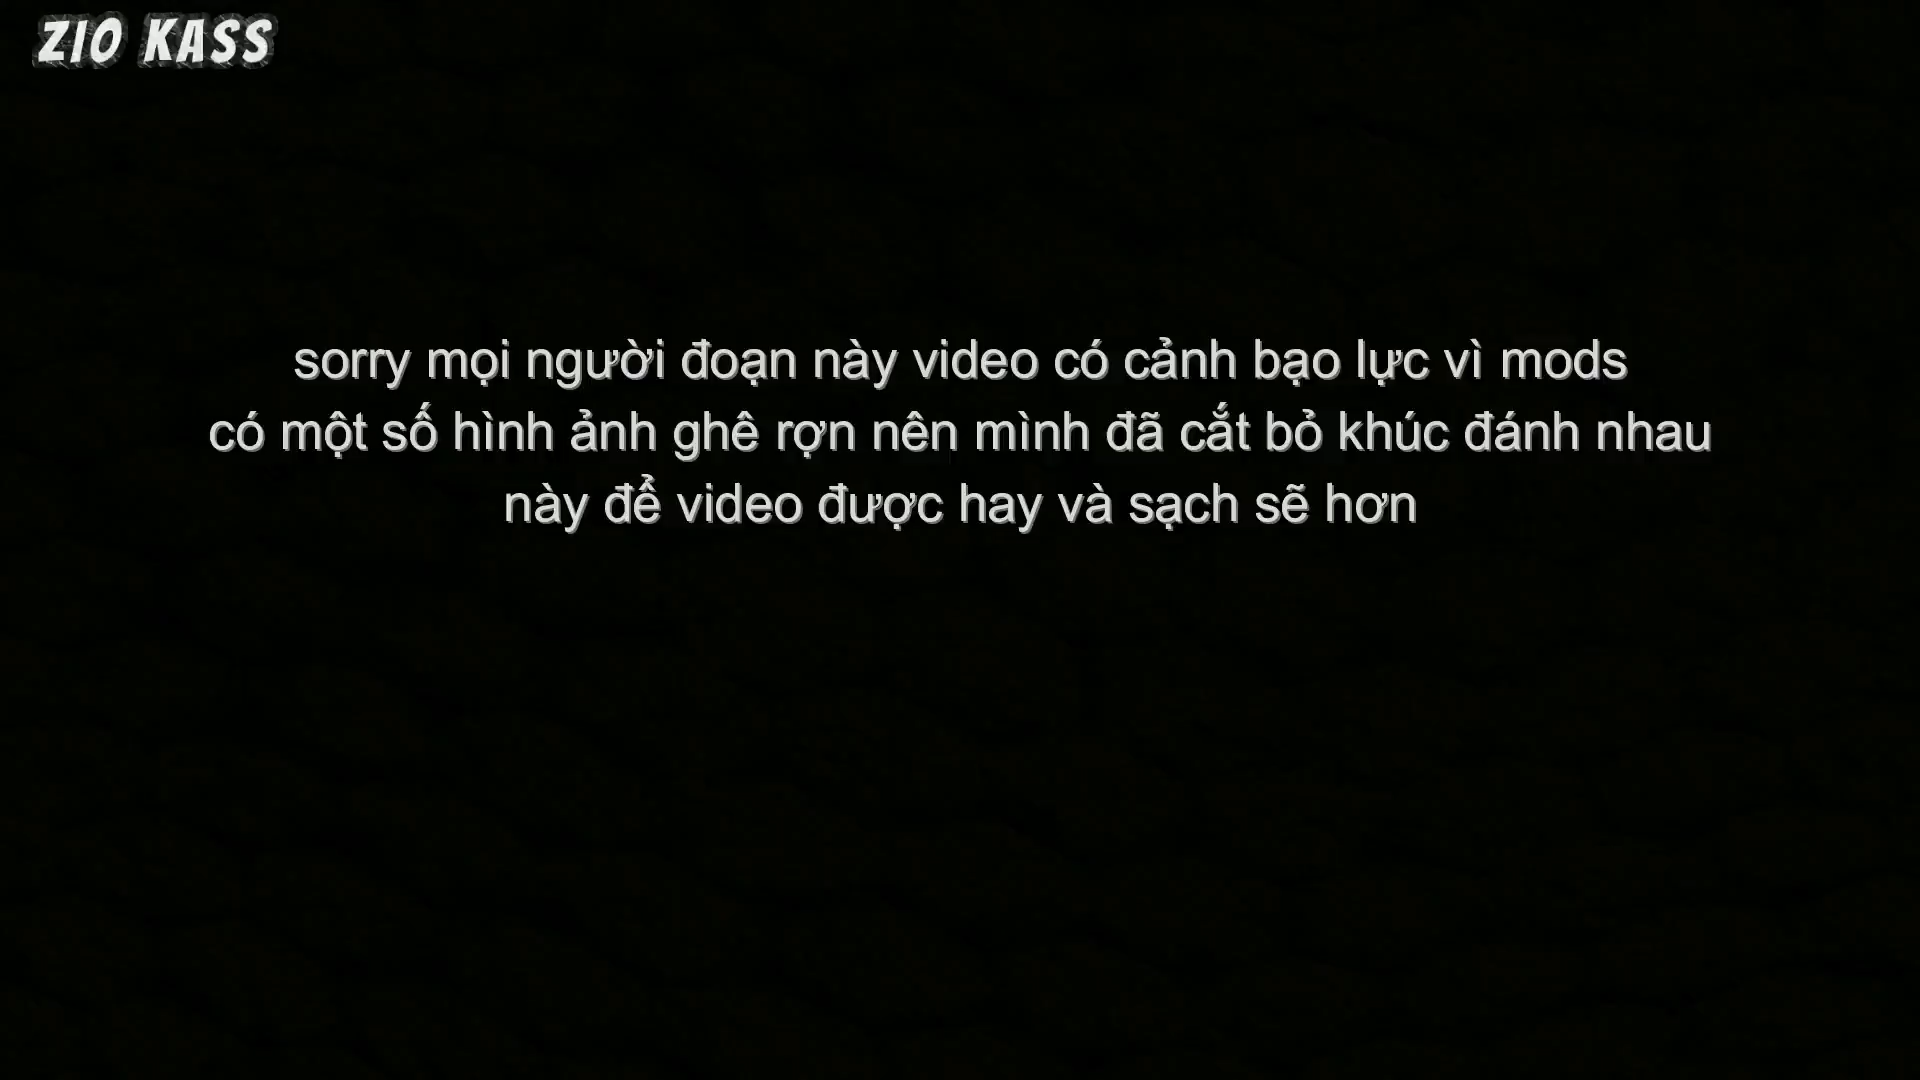 ZIO KASS
sorry mọi người đoạn này video có cảnh bạo lực vì mods
có một số hình ảnh ghê rợn nên mình đã cắt bỏ khúc đánh nhau
này để video được hay và sạch sẽ hơn